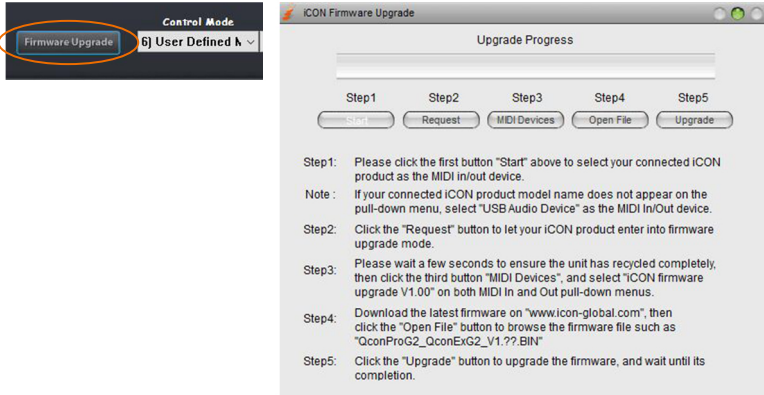 Control Mode
Firmware Upgrade
6) User Defined M
iCON Firmware Upgrade
Upgrade Progress
Step1 Step2 Step3 Step4 Step5
Start Request MIDI Devices Open File Upgrade
Step1: Please click the first button "Start" above to select your connected iCON
product as the MIDI in/out device.
Note : If your connected iCON product model name does not appear on the
pull-down menu, select "USB Audio Device" as the MIDI In/Out device.
Step2: Click the "Request" button to let your iCON product enter into firmware
upgrade mode.
Step3: Please wait a few seconds to ensure the unit has recycled completely,
then click the third button "MIDI Devices", and select "iCON firmware
upgrade V1.00" on both MIDI In and Out pull-down menus.
Step4: Download the latest firmware on "www.icon-global.com", then
click the "Open File" button to browse the firmware file such as
"QconProG2_QconExG2_V1.??.BIN"
Step5: Click the "Upgrade" button to upgrade the firmware, and wait until its
completion.